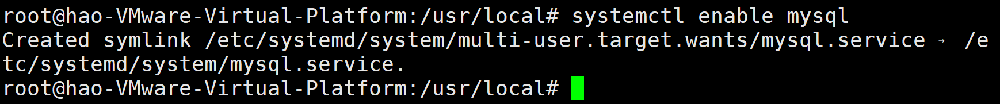 root@hao-VMware-Virtual-Platform:/usr/local# systemctl enable mysql
Created symlink /etc/systemd/system/multi-user.target.wants/mysql.service → /e
tc/systemd/system/mysql.service.
root@hao-VMware-Virtual-Platform:/usr/local#